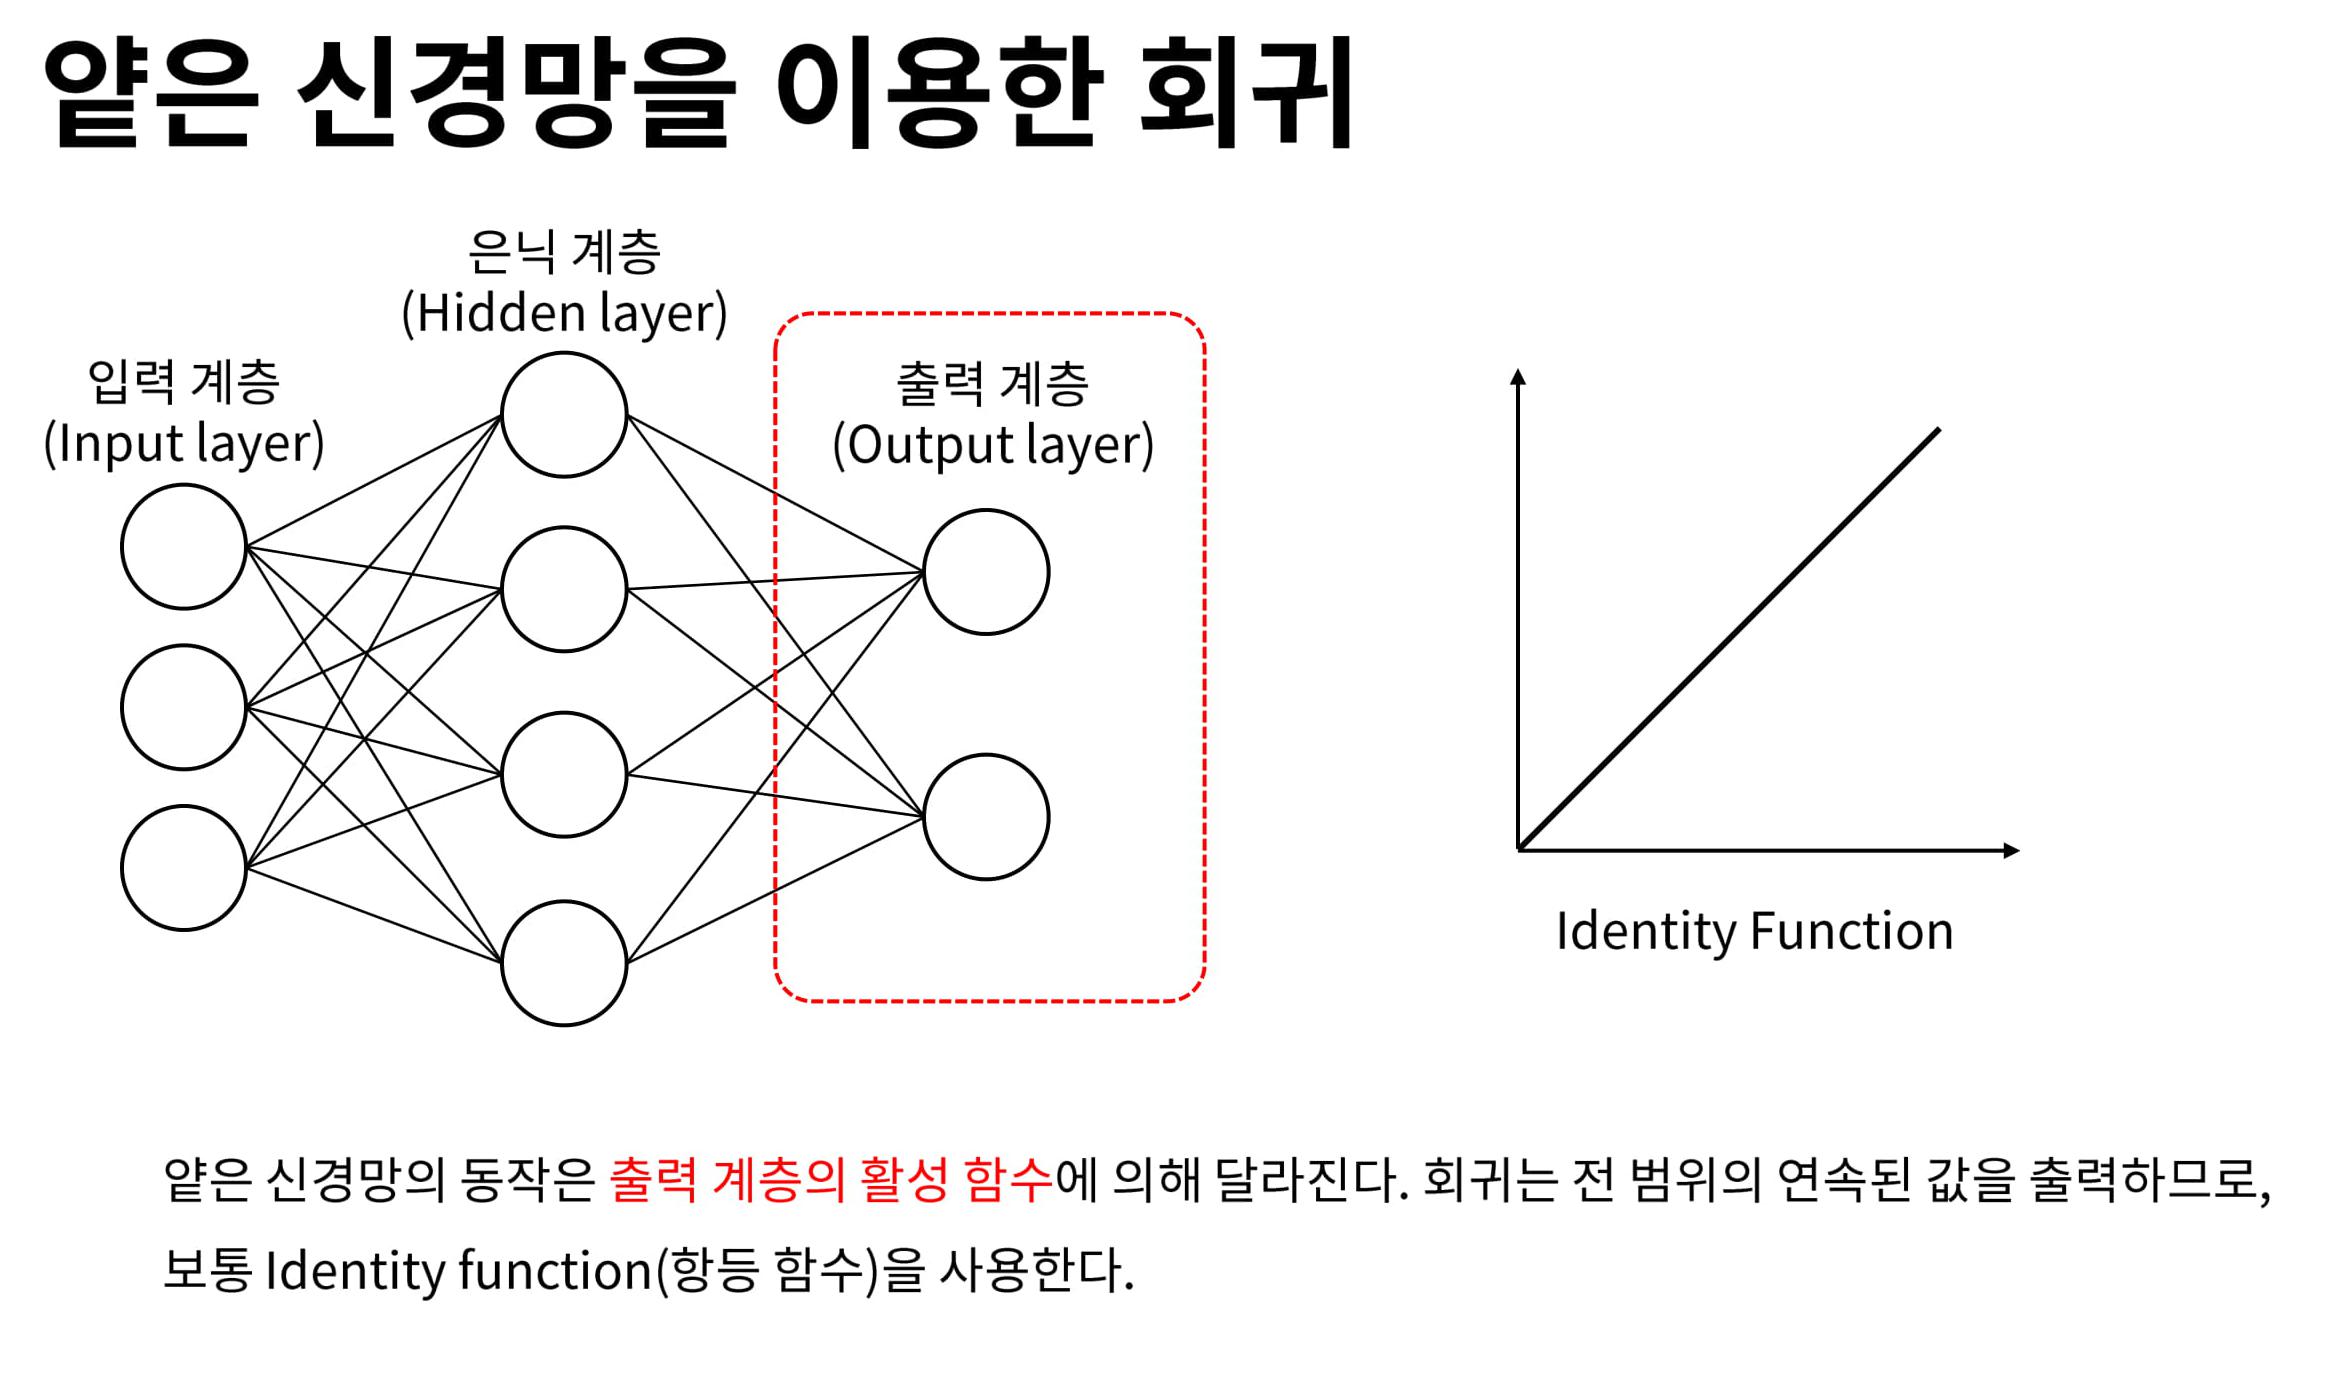 얕은 신경망을 이용한 회귀
은닉 계층
(Hidden layer)
입력 계층
(Input layer)
출력 계층
(Output layer)
Identity Function
얕은 신경망의 동작은 출력 계층의 활성 함수에 의해 달라진다. 회귀는 전 범위의 연속된 값을 출력하므로,
보통 Identity function(항등 함수)을 사용한다.